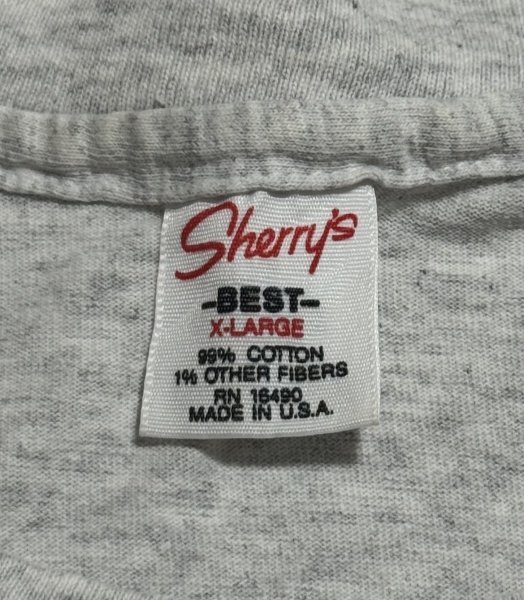 Sherry's
-BEST-
X-LARGE
99% COTTON
1% OTHER FIBERS
RN 16490
MADE IN U.S.A.